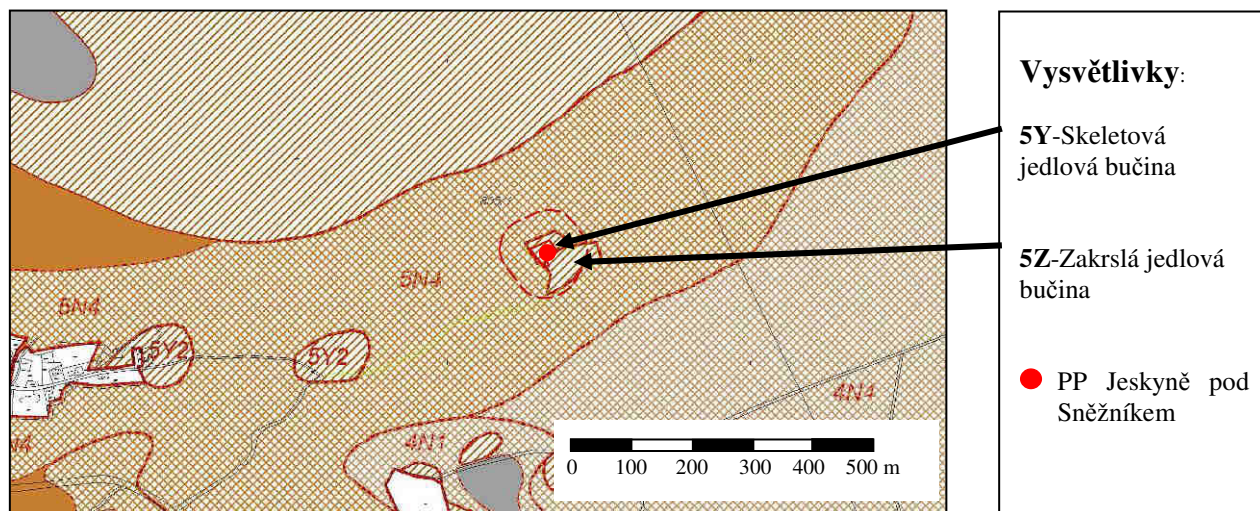 Vysvětlivky:
5Y-Skeletová
jedlová bučina
5Z-Zakrslá jedlová
bučina
PP Jeskyně pod
Sněžníkem
5N4
5N4
5Y2
5Y2
4N4
N4
4N1
0 100 200 300 400 500 m